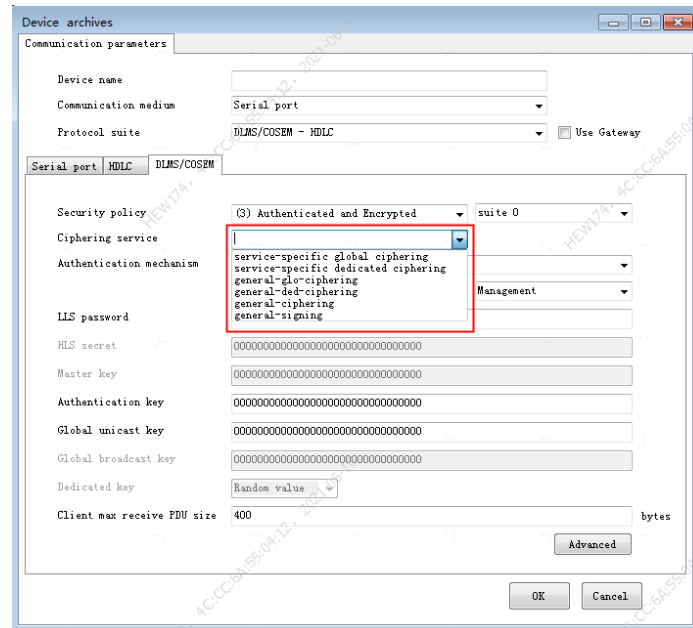 Device archives
Communication parameters
Device name
Communication medium Serial port
Protocol suite DLMS/COSEM - HDLC Use Gateway
Serial port HDLC DLMS/COSEM
Security policy (3) Authenticated and Encrypted suite 0
Ciphering service
service-specific global ciphering
Authentication mechanism service-specific dedicated ciphering
general-glo-ciphering
general-ded-ciphering Management
general-ciphering
LLS password general-signing
HLS secret 00000000000000000000000000000000
Master key 00000000000000000000000000000000
Authentication key 00000000000000000000000000000000
Global unicast key 00000000000000000000000000000000
Global broadcast key 00000000000000000000000000000000
Dedicated key Random value
Client max receive PDU size 400 bytes
Advanced
OK Cancel